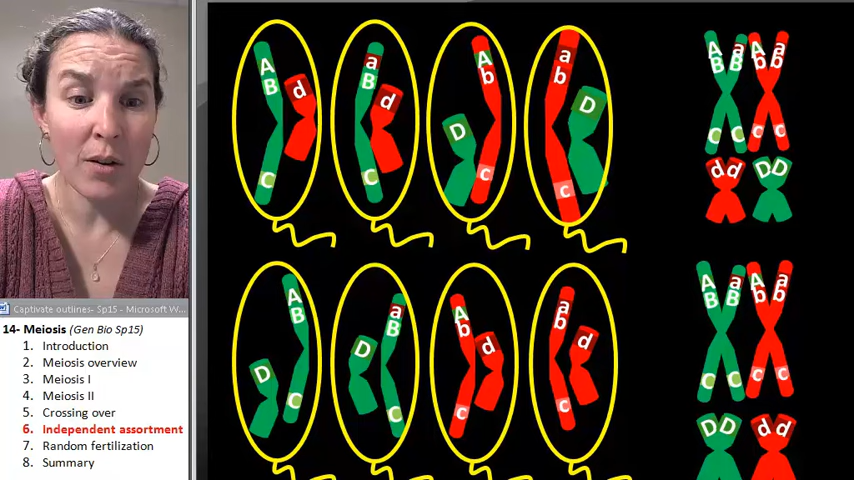 A
B
C
d
a
B
C
d
A
b
D
c
a
b
D
c
A
B
a
B
A
b
a
b
C
C
c
c
d
d
D
D
A
B
D
C
a
B
D
C
A
b
d
c
a
b
d
c
A
B
a
B
A
b
a
b
C
C
c
c
D
D
d
d
Captivate outlines- Sp15 - Microsoft W...
14- Meiosis (Gen Bio Sp15)
1. Introduction
2. Meiosis overview
3. Meiosis I
4. Meiosis II
5. Crossing over
6. Independent assortment
7. Random fertilization
8. Summary